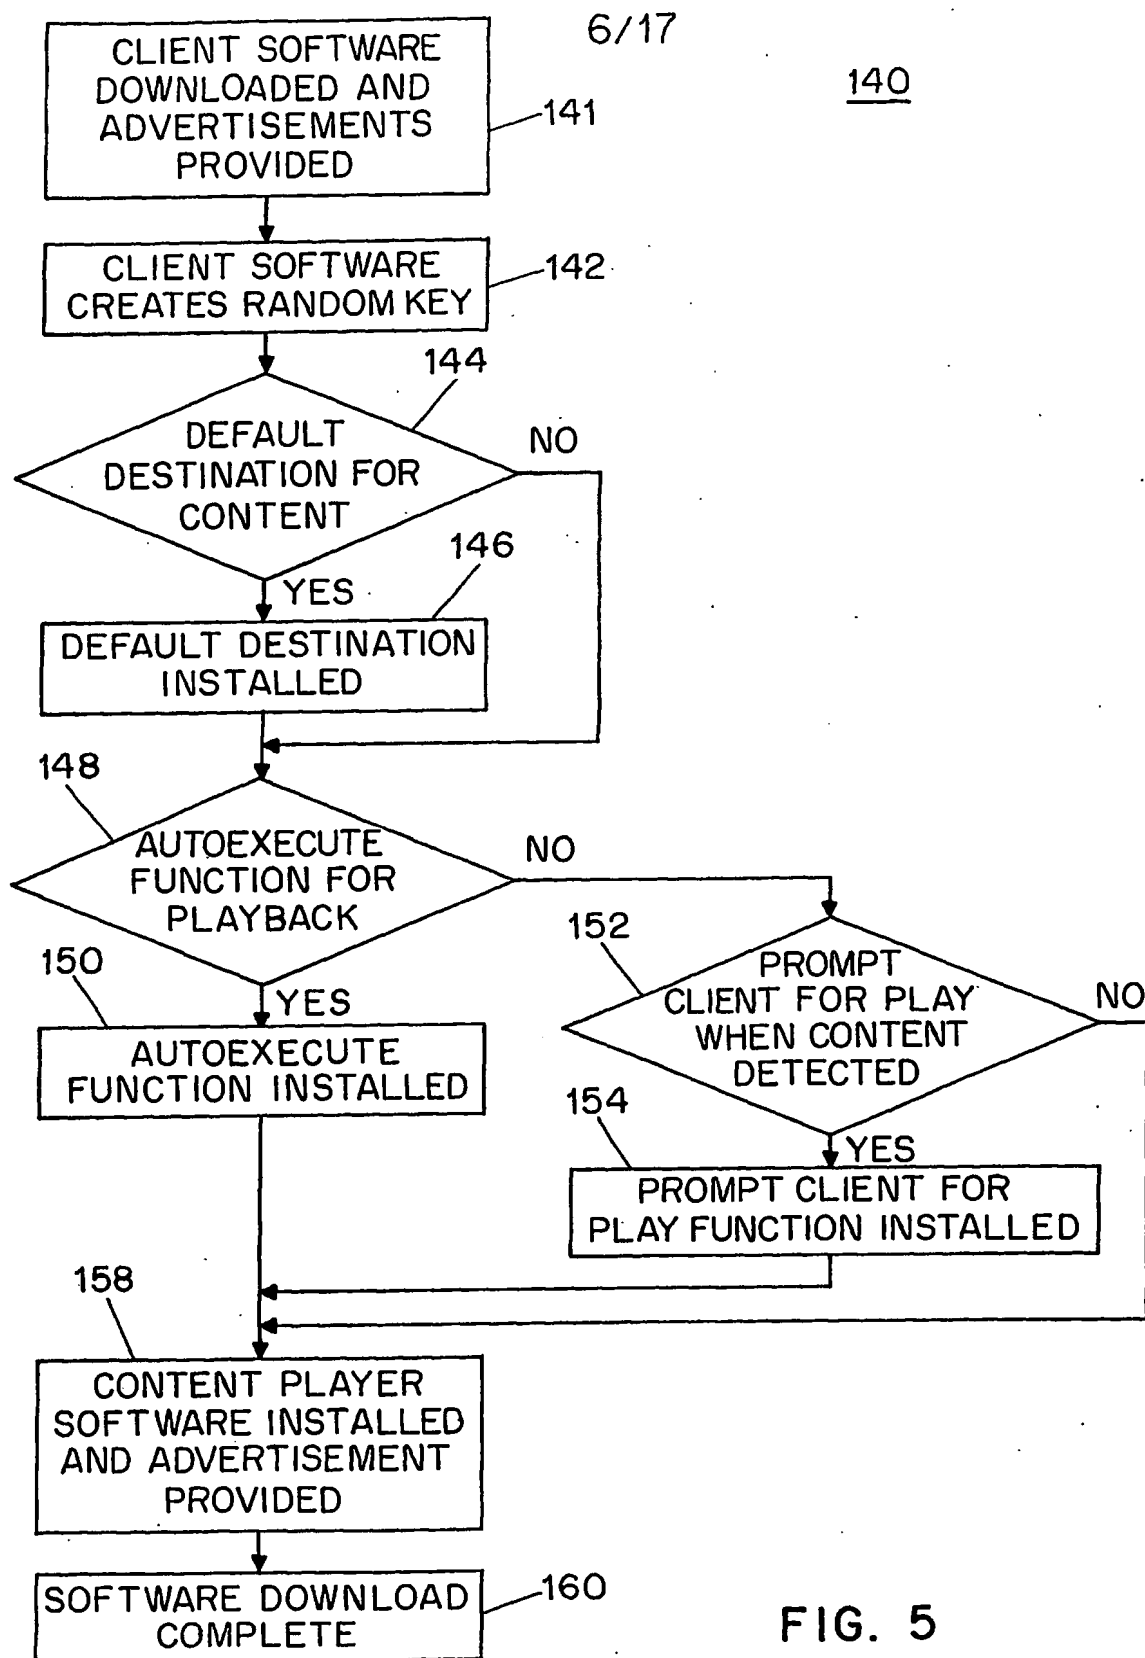 6/17
140
CLIENT SOFTWARE
DOWNLOADED AND
ADVERTISEMENTS
PROVIDED
141
CLIENT SOFTWARE
CREATES RANDOM KEY
142
144
DEFAULT
DESTINATION FOR
CONTENT
NO
YES
146
DEFAULT DESTINATION
INSTALLED
148
AUTOEXECUTE
FUNCTION FOR
PLAYBACK
NO
YES
150
AUTOEXECUTE
FUNCTION INSTALLED
152
PROMPT
CLIENT FOR PLAY
WHEN CONTENT
DETECTED
NO
YES
154
PROMPT CLIENT FOR
PLAY FUNCTION INSTALLED
158
CONTENT PLAYER
SOFTWARE INSTALLED
AND ADVERTISEMENT
PROVIDED
SOFTWARE DOWNLOAD
COMPLETE
160
FIG. 5